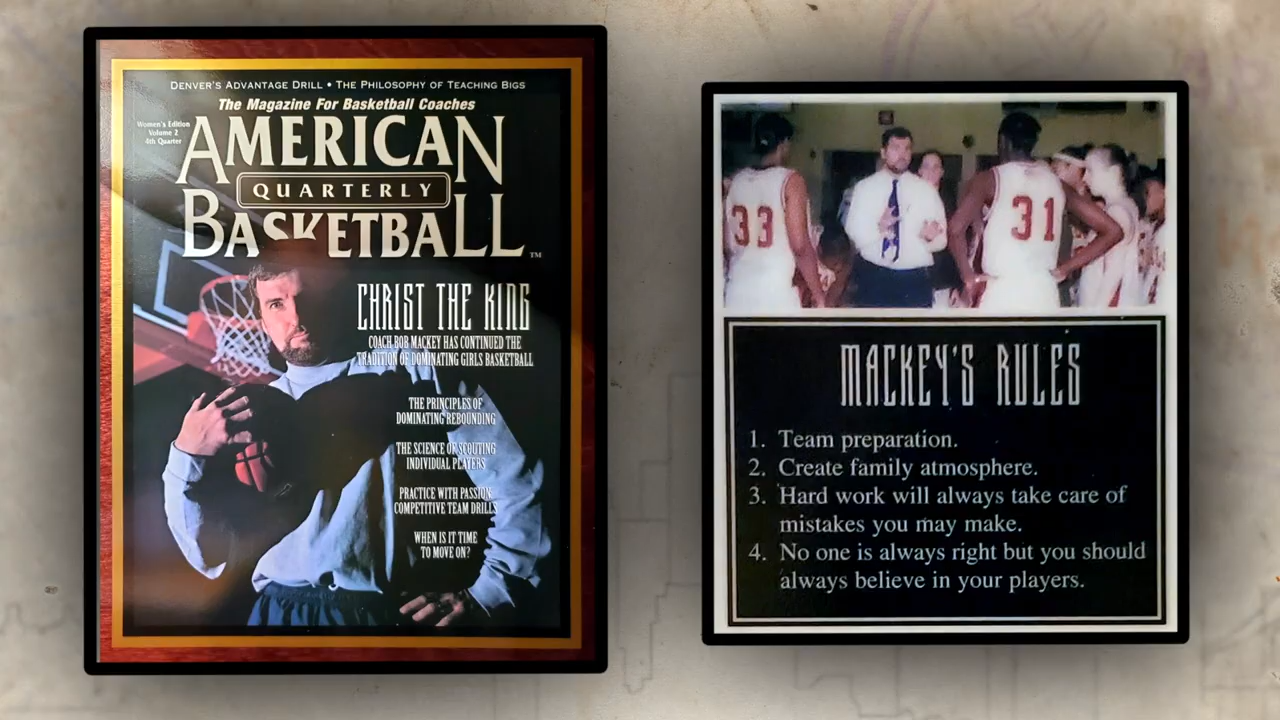 DENVER'S ADVANTAGE DRILL • THE PHILOSOPHY OF TEACHING BIGS
The Magazine For Basketball Coaches
Women's Edition
Volume 2
4th Quarter
AMERICAN
QUARTERLY
BASKETBALL™
CHRIST THE KING
COACH BOB MACKEY HAS CONTINUED THE
TRADITION OF DOMINATING GIRLS BASKETBALL
THE PRINCIPLES OF
DOMINATING REBOUNDING
THE SCIENCE OF SCOUTING
INDIVIDUAL PLAYERS
PRACTICE WITH PASSION:
COMPETITIVE TEAM DRILLS
WHEN IS IT TIME
TO MOVE ON?
33
31
MACKEY'S RULES
1. Team preparation.
2. Create family atmosphere.
3. Hard work will always take care of
mistakes you may make.
4. No one is always right but you should
always believe in your players.